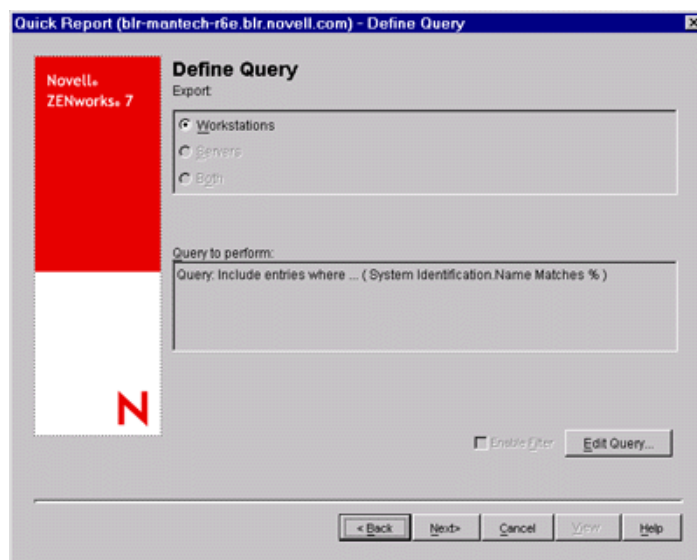 Quick Report (blr-mantech-r6e.blr.novell.com) - Define Query
Novell®
ZENworks® 7
Define Query
Export:
Workstations
Servers
Both
Query to perform:
Query: Include entries where ... ( System Identification.Name Matches % )
N
Enable Filter
Edit Query...
< Back
Next>
Cancel
View
Help